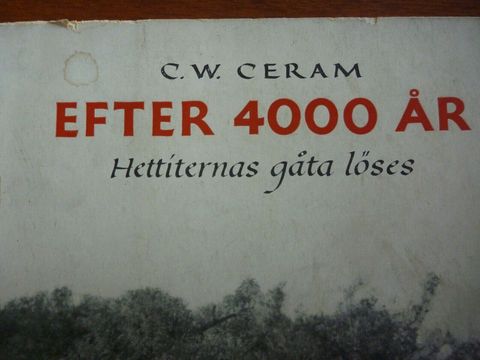 C.W. CERAM
EFTER 4000 ÅR
Hettiternas gåta löses